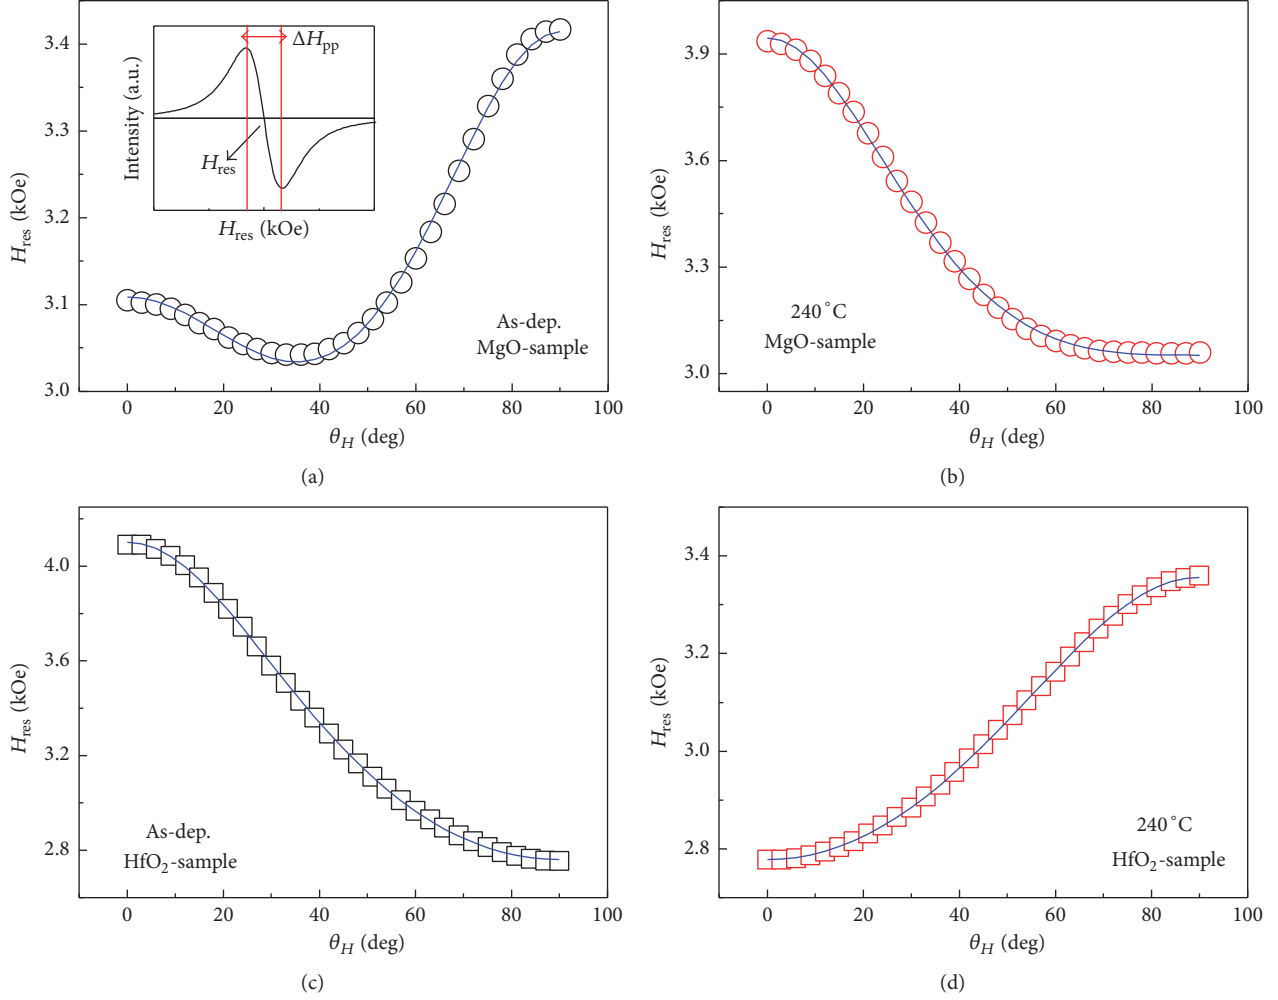 3.4
3.3
3.2
3.1
3.0
H_res (kOe)
Intensity (a.u.)
ΔH_pp
H_res
H_res (kOe)
As-dep.
MgO-sample
0 20 40 60 80 100
θ_H (deg)
(a)
3.9
3.6
3.3
3.0
H_res (kOe)
240°C
MgO-sample
0 20 40 60 80 100
θ_H (deg)
(b)
4.0
3.6
3.2
2.8
H_res (kOe)
As-dep.
HfO₂-sample
0 20 40 60 80 100
θ_H (deg)
(c)
3.4
3.2
3.0
2.8
H_res (kOe)
240°C
HfO₂-sample
0 20 40 60 80 100
θ_H (deg)
(d)